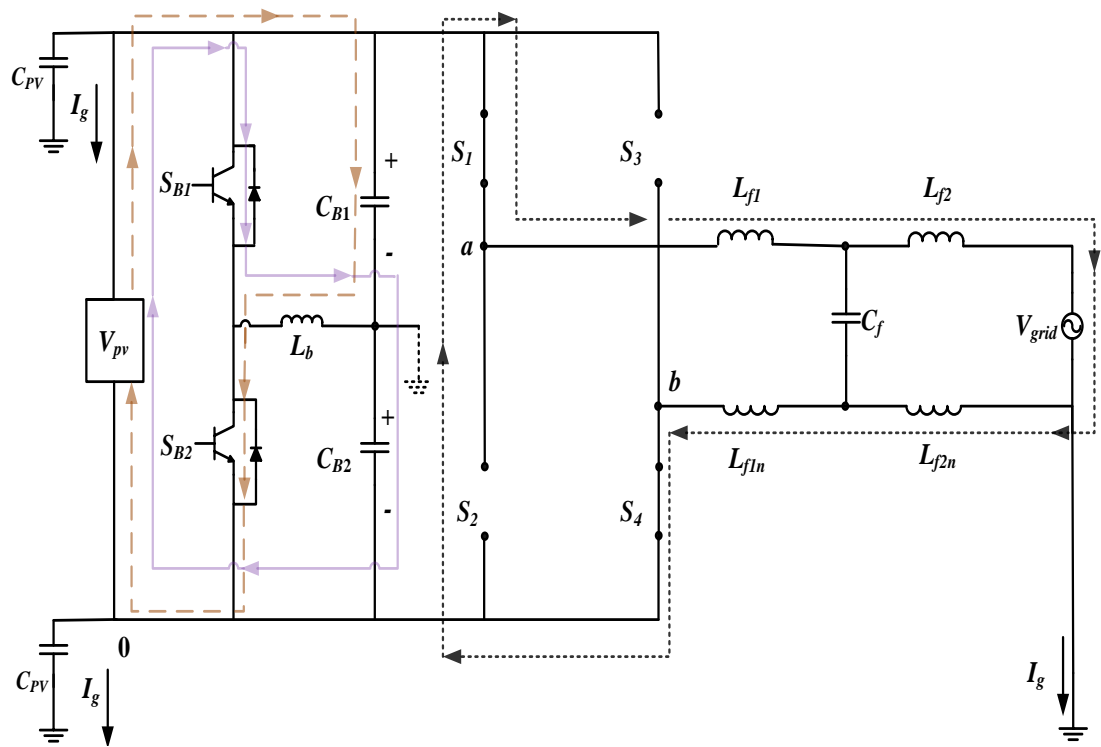 C_PV
I_g
S_B1
+
C_B1
-
S_1
S_3
L_f1
L_f2
a
V_pv
L_b
C_f
V_grid
b
S_B2
+
C_B2
-
L_f1n
L_f2n
S_2
S_4
0
C_PV
I_g
I_g